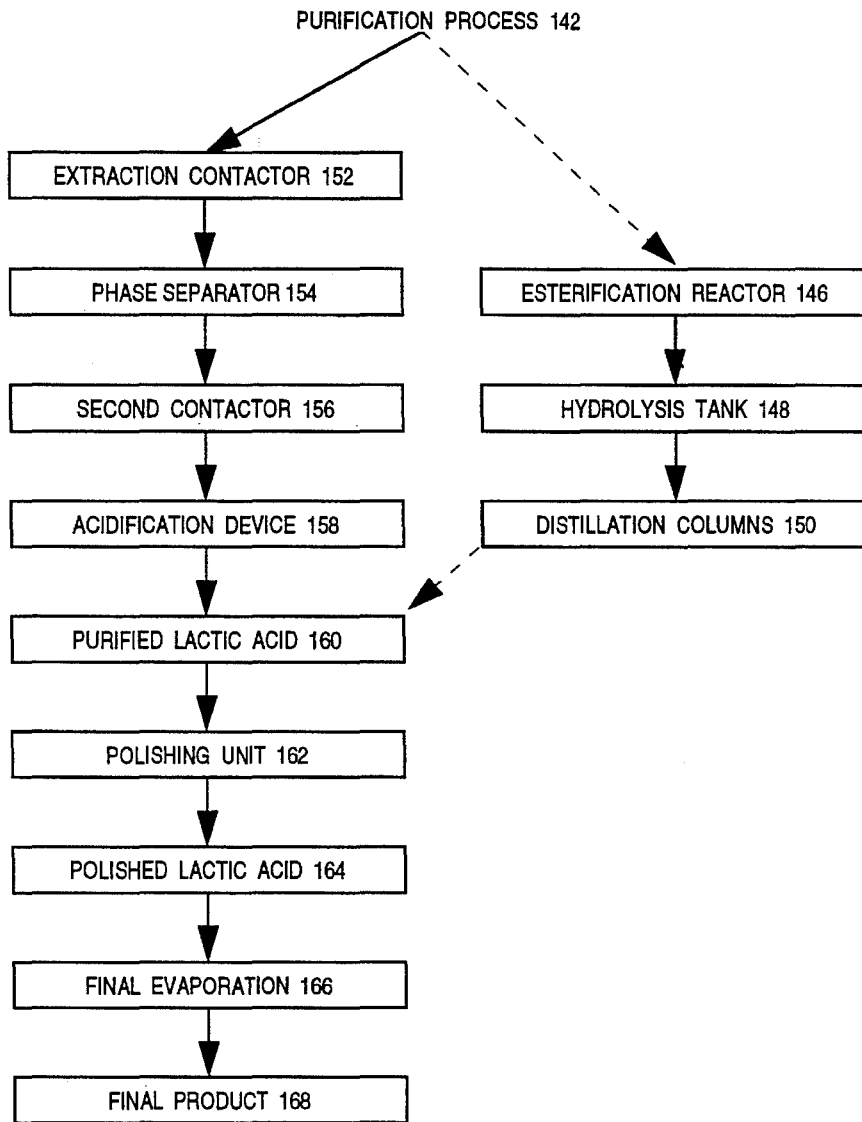 PURIFICATION PROCESS 142
EXTRACTION CONTACTOR 152
PHASE SEPARATOR 154
ESTERIFICATION REACTOR 146
SECOND CONTACTOR 156
HYDROLYSIS TANK 148
ACIDIFICATION DEVICE 158
DISTILLATION COLUMNS 150
PURIFIED LACTIC ACID 160
POLISHING UNIT 162
POLISHED LACTIC ACID 164
FINAL EVAPORATION 166
FINAL PRODUCT 168